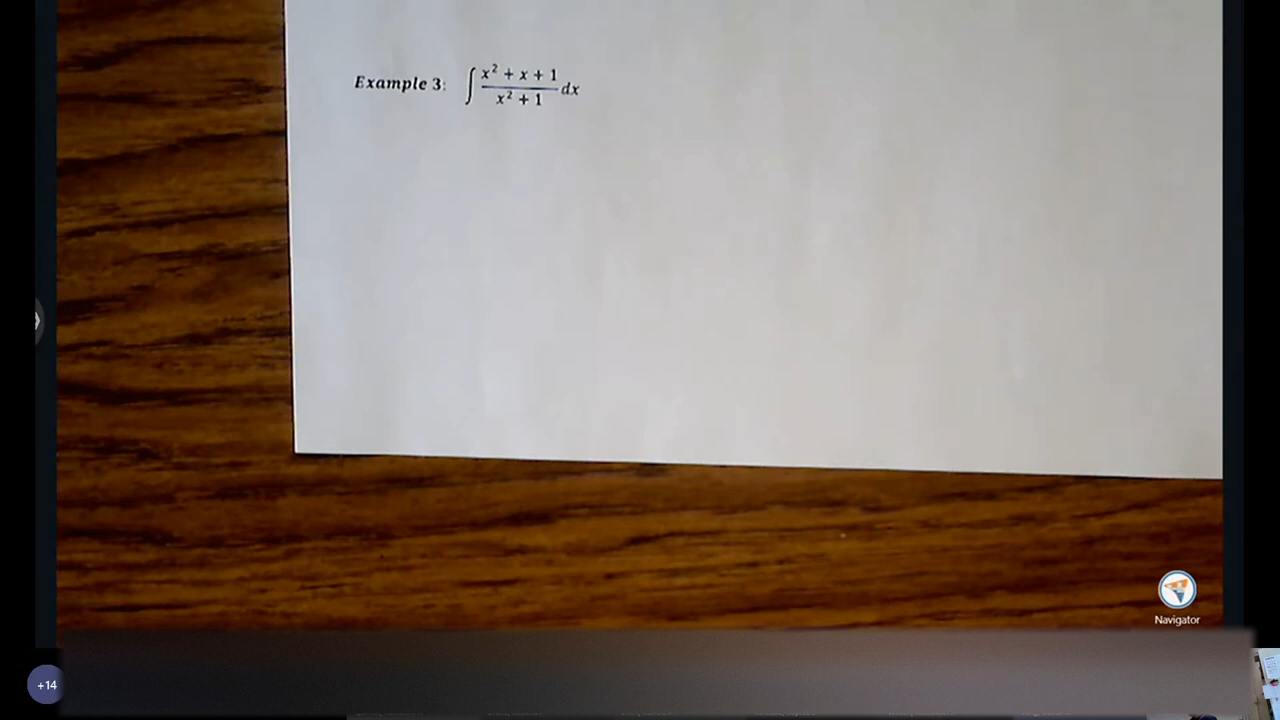 Example 3: ∫ (x² + x + 1)/(x² + 1) dx
Navigator
+14